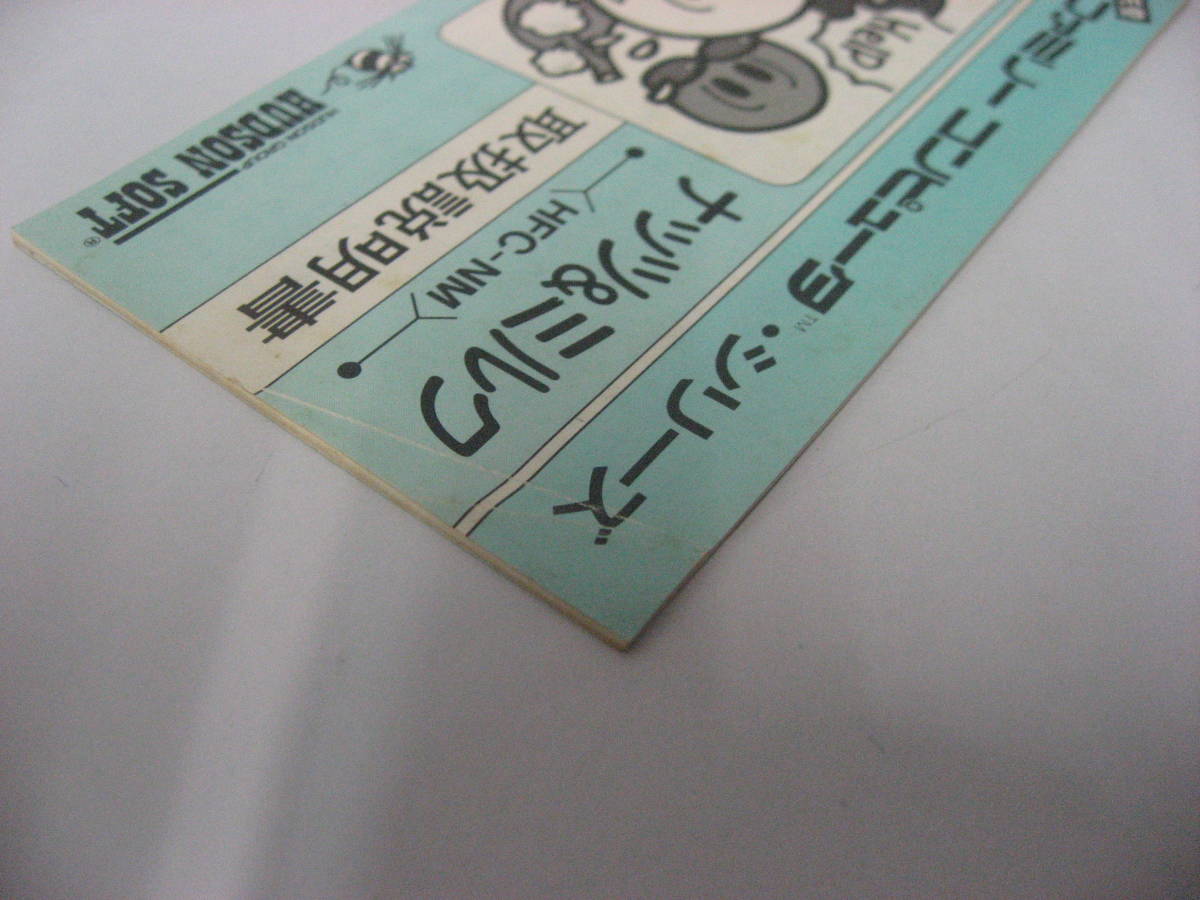 ファミリー コンピュータ™・シリーズ
Help
ナッツ&ミルク
HFC-NM
取扱説明書
HUDSON GROUP
HUDSON SOFT®